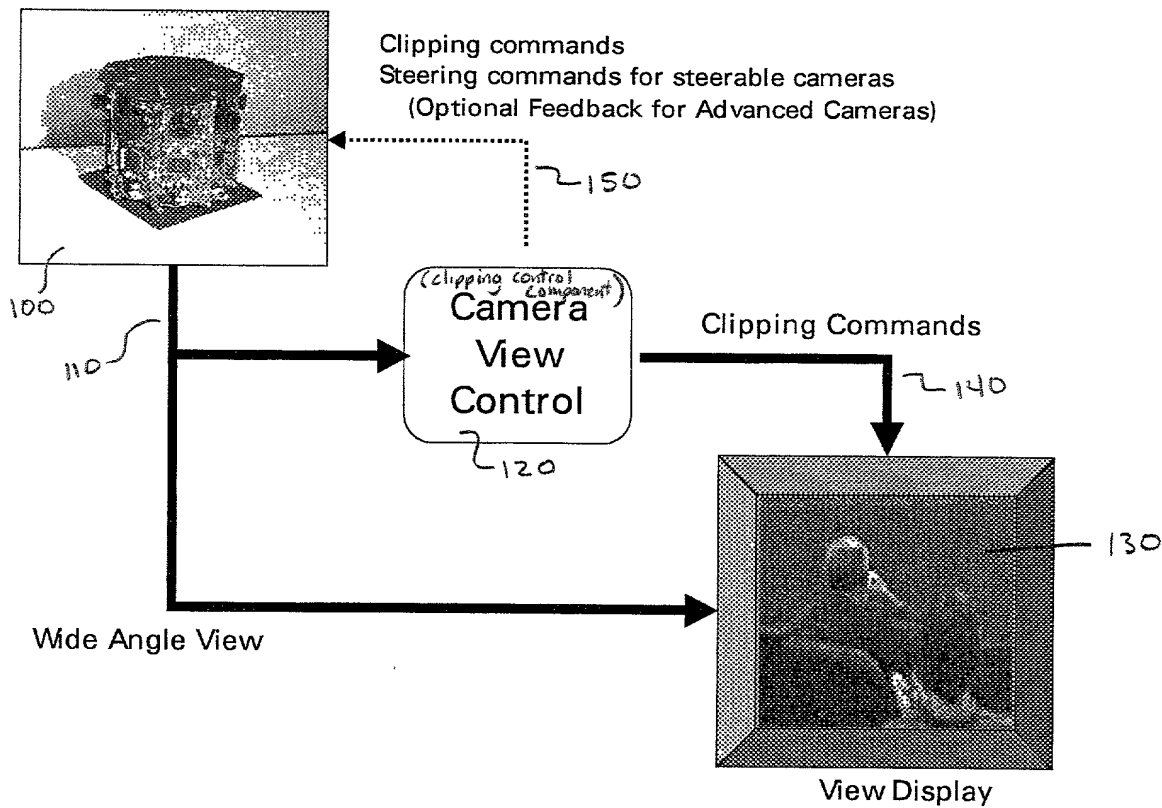 Clipping commands
Steering commands for steerable cameras
(Optional Feedback for Advanced Cameras)
150
100
(clipping control
component)
Camera
View
Control
120
110
Clipping Commands
140
130
Wide Angle View
View Display